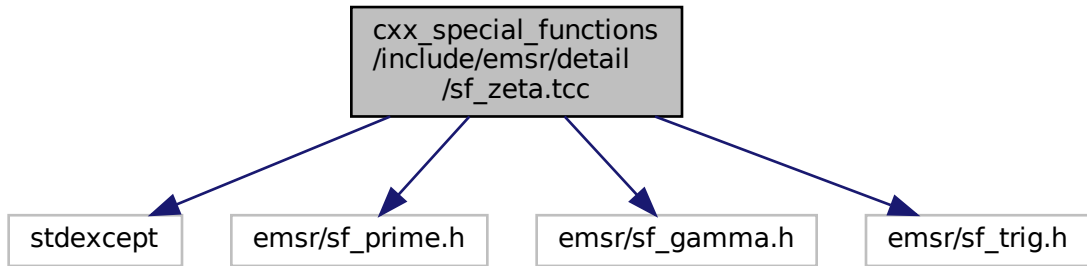 cxx_special_functions
/include/emsr/detail
/sf_zeta.tcc
stdexcept
emsr/sf_prime.h
emsr/sf_gamma.h
emsr/sf_trig.h